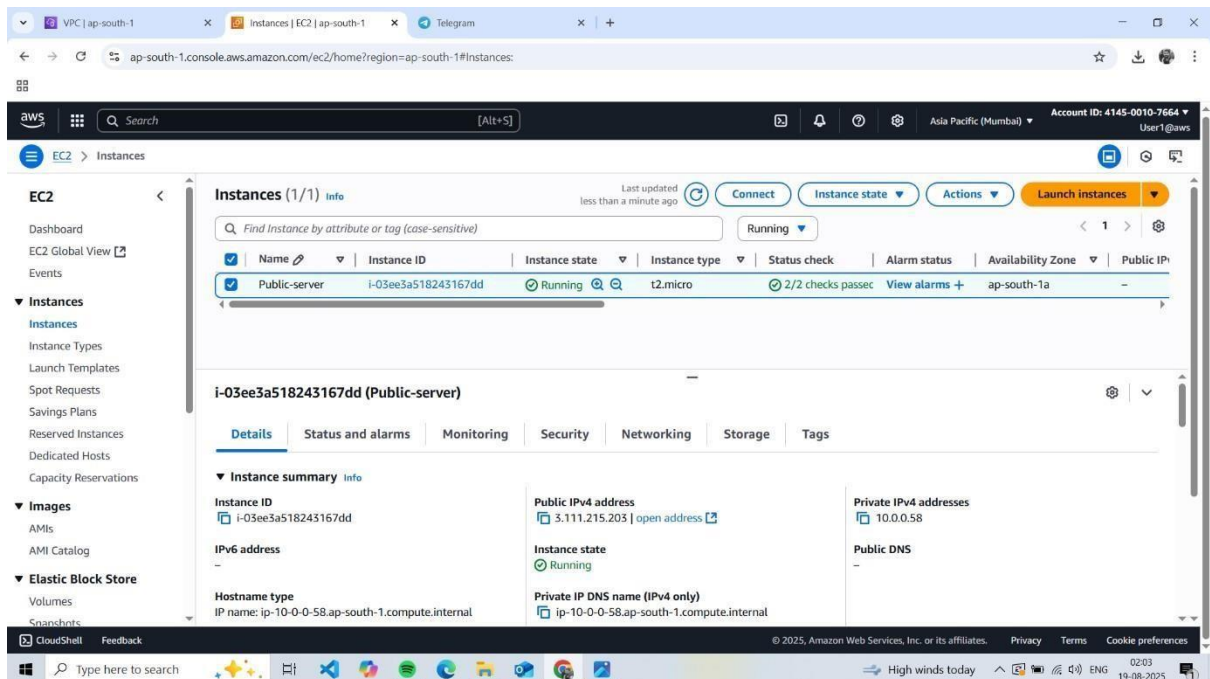 VPC | ap-south-1
Instances | EC2 | ap-south-1
Telegram
ap-south-1.console.aws.amazon.com/ec2/home?region=ap-south-1#Instances:
aws
Search
[Alt+S]
Asia Pacific (Mumbai)
Account ID: 4145-0010-7664
User1@aws
EC2 > Instances
EC2
Dashboard
EC2 Global View
Events
Instances
Instances
Instance Types
Launch Templates
Spot Requests
Savings Plans
Reserved Instances
Dedicated Hosts
Capacity Reservations
Images
AMIs
AMI Catalog
Elastic Block Store
Volumes
Snapshots
Instances (1/1) Info
Last updated
less than a minute ago
Connect
Instance state
Actions
Launch instances
Find Instance by attribute or tag (case-sensitive)
Running
1
Name Instance ID Instance state Instance type Status check Alarm status Availability Zone Public IPv
Public-server i-03ee3a518243167dd Running t2.micro 2/2 checks passec View alarms + ap-south-1a –
i-03ee3a518243167dd (Public-server)
Details Status and alarms Monitoring Security Networking Storage Tags
Instance summary Info
Instance ID
i-03ee3a518243167dd
Public IPv4 address
3.111.215.203 | open address
Private IPv4 addresses
10.0.0.58
IPv6 address
–
Instance state
Running
Public DNS
–
Hostname type
IP name: ip-10-0-0-58.ap-south-1.compute.internal
Private IP DNS name (IPv4 only)
ip-10-0-0-58.ap-south-1.compute.internal
CloudShell Feedback
© 2025, Amazon Web Services, Inc. or its affiliates. Privacy Terms Cookie preferences
Type here to search
High winds today
ENG
02:03
19-08-2025